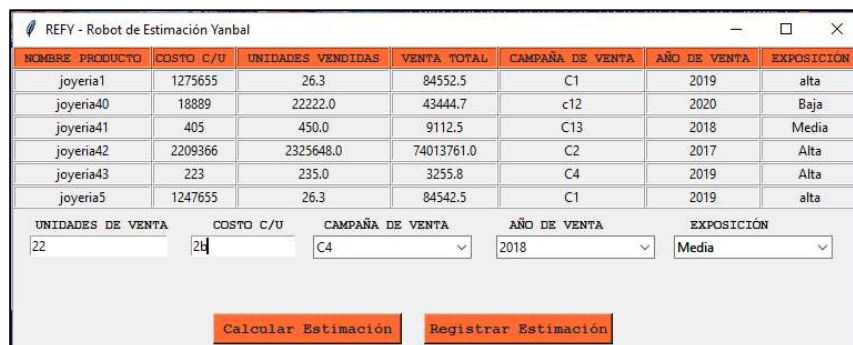 REFY - Robot de Estimación Yanbal
NOMBRE PRODUCTO COSTO C/U UNIDADES VENDIDAS VENTA TOTAL CAMPAÑA DE VENTA AÑO DE VENTA EXPOSICIÓN
joyeria1 1275655 26.3 84552.5 C1 2019 alta
joyeria40 18889 22222.0 43444.7 c12 2020 Baja
joyeria41 405 450.0 9112.5 C13 2018 Media
joyeria42 2209366 2325648.0 74013761.0 C2 2017 Alta
joyeria43 223 235.0 3255.8 C4 2019 Alta
joyeria5 1247655 26.3 84542.5 C1 2019 alta
UNIDADES DE VENTA COSTO C/U CAMPAÑA DE VENTA AÑO DE VENTA EXPOSICIÓN
22 2b C4 2018 Media
Calcular Estimación Registrar Estimación